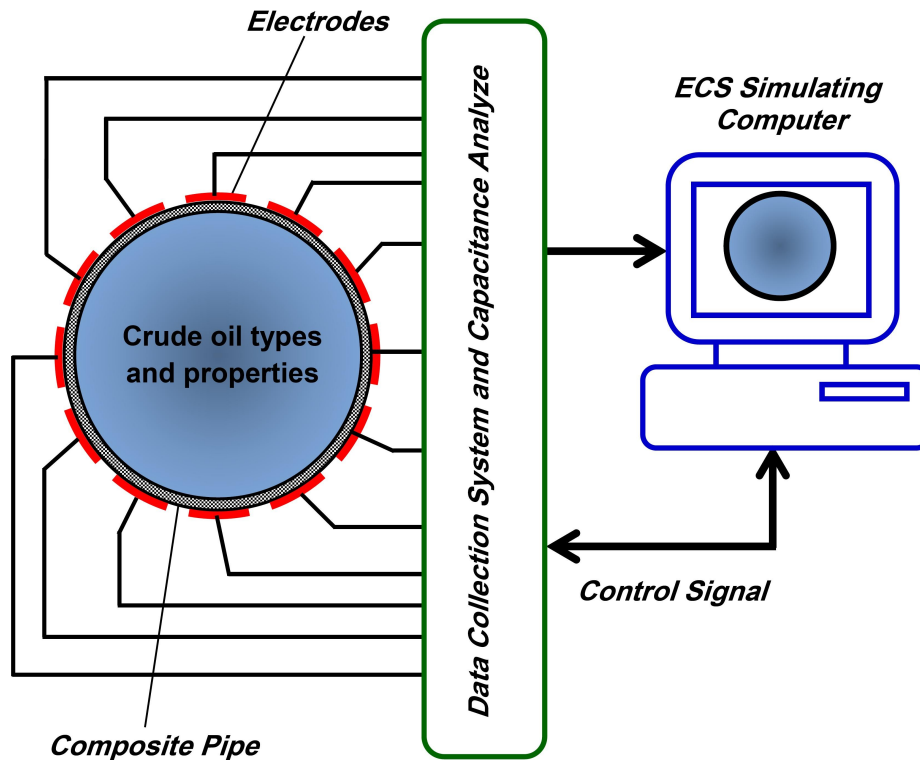 Electrodes
Crude oil types
and properties
Composite Pipe
Data Collection System and Capacitance Analyze
ECS Simulating
Computer
Control Signal